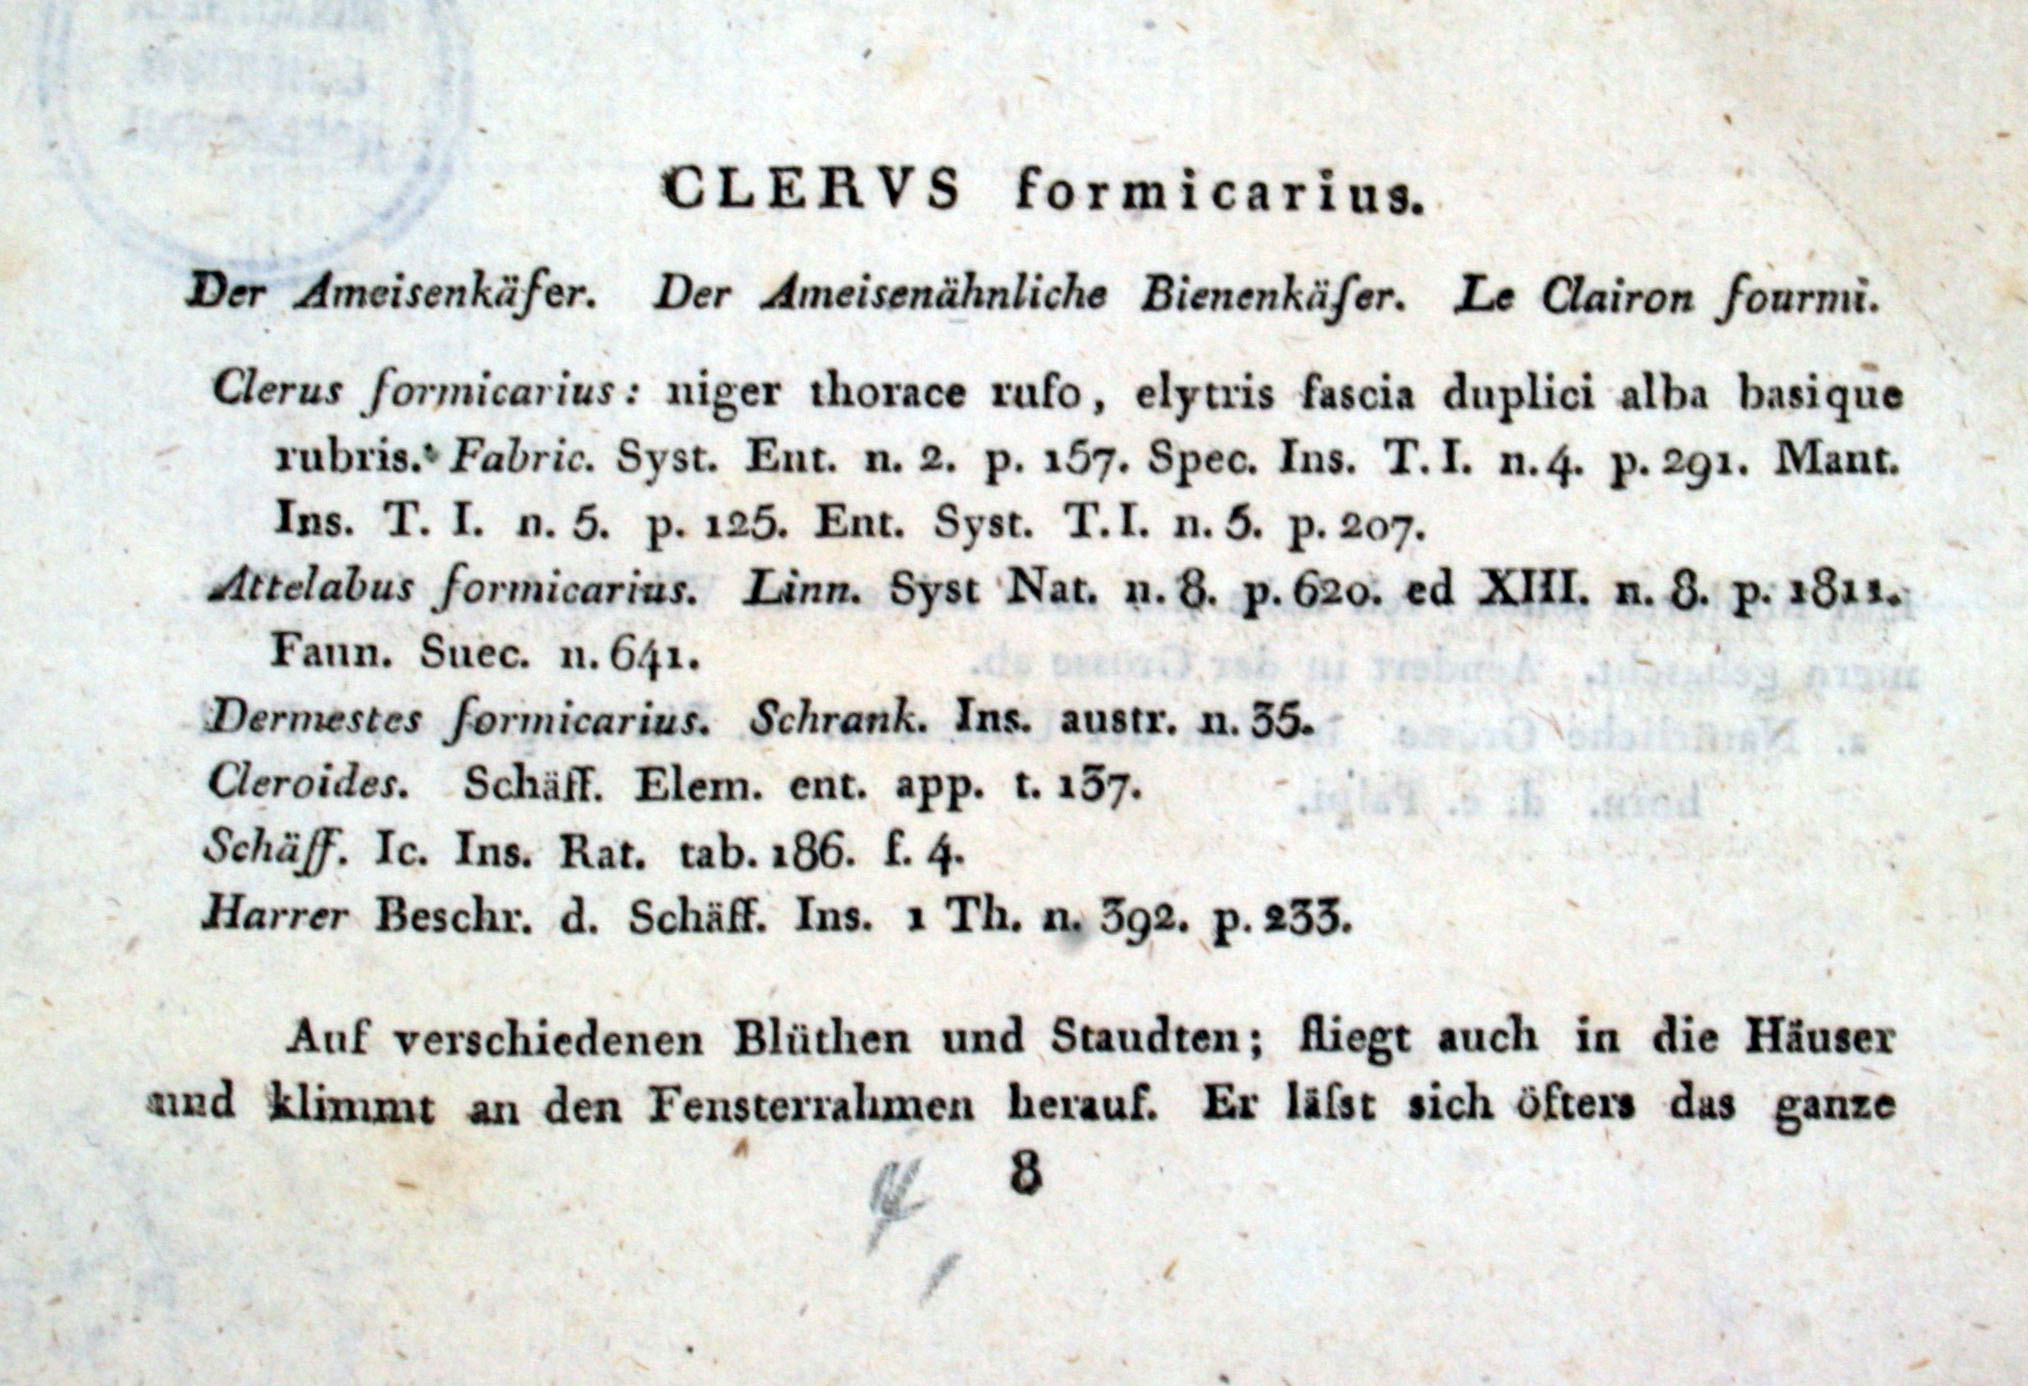 CLERVS formicarius.
Der Ameisenkäfer. Der Ameisenähnliche Bienenkäfer. Le Clairon fourmi.
Clerus formicarius: niger thorace rufo, elytris fascia duplici alba basique
rubris. Fabric. Syst. Ent. n. 2. p. 157. Spec. Ins. T. I. n. 4. p. 291. Mant.
Ins. T. I. n. 5. p. 125. Ent. Syst. T. I. n. 5. p. 207.
Attelabus formicarius. Linn. Syst Nat. n. 8. p. 620. ed XIII. n. 8. p. 1811.
Faun. Suec. n. 641.
Dermestes formicarius. Schrank. Ins. austr. n. 35.
Cleroides. Schäff. Elem. ent. app. t. 137.
Schäff. Ic. Ins. Rat. tab. 186. f. 4.
Harrer Beschr. d. Schäff. Ins. 1 Th. n. 392. p. 233.
Auf verschiedenen Blüthen und Staudten; fliegt auch in die Häuser
und klimmt an den Fensterrahmen herauf. Er läſst sich öfters das ganze
8